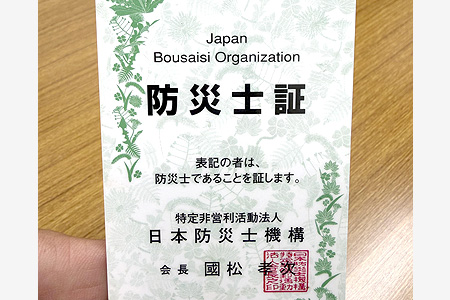 Japan
Bousaisi Organization
防災士証
表記の者は、
防災士であることを証します。
特定非営利活動法人
日本防災士機構
会長 國松孝次